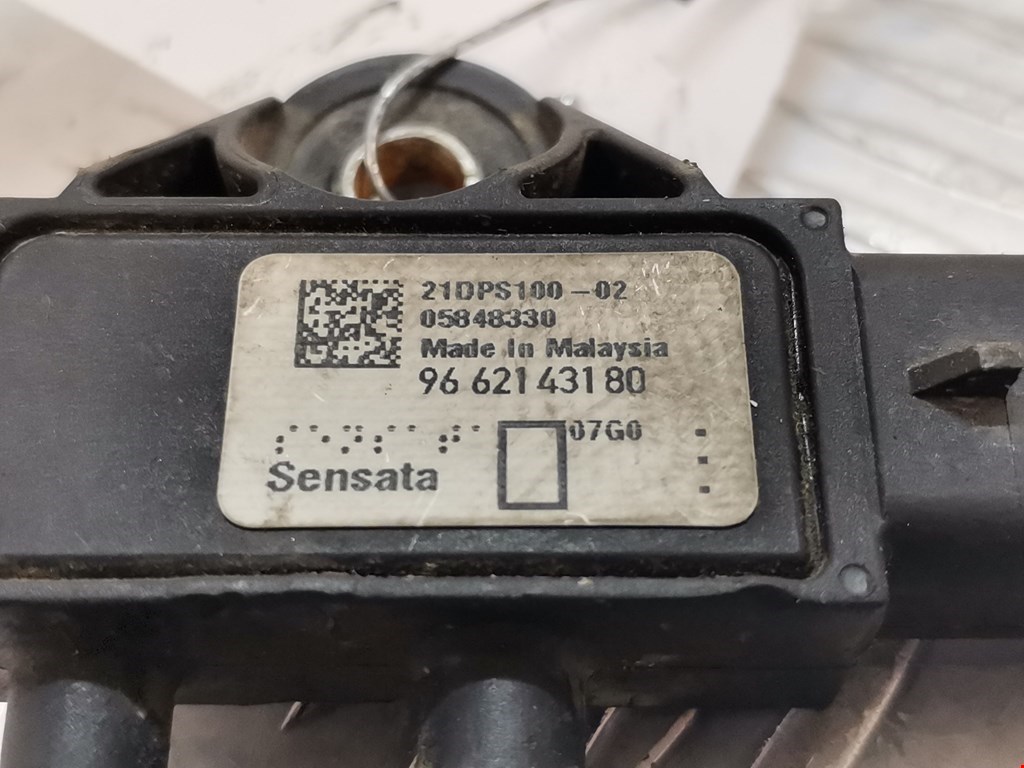 21DPS100-02
05848330
Made In Malaysia
96 621 431 80
07G0
Sensata